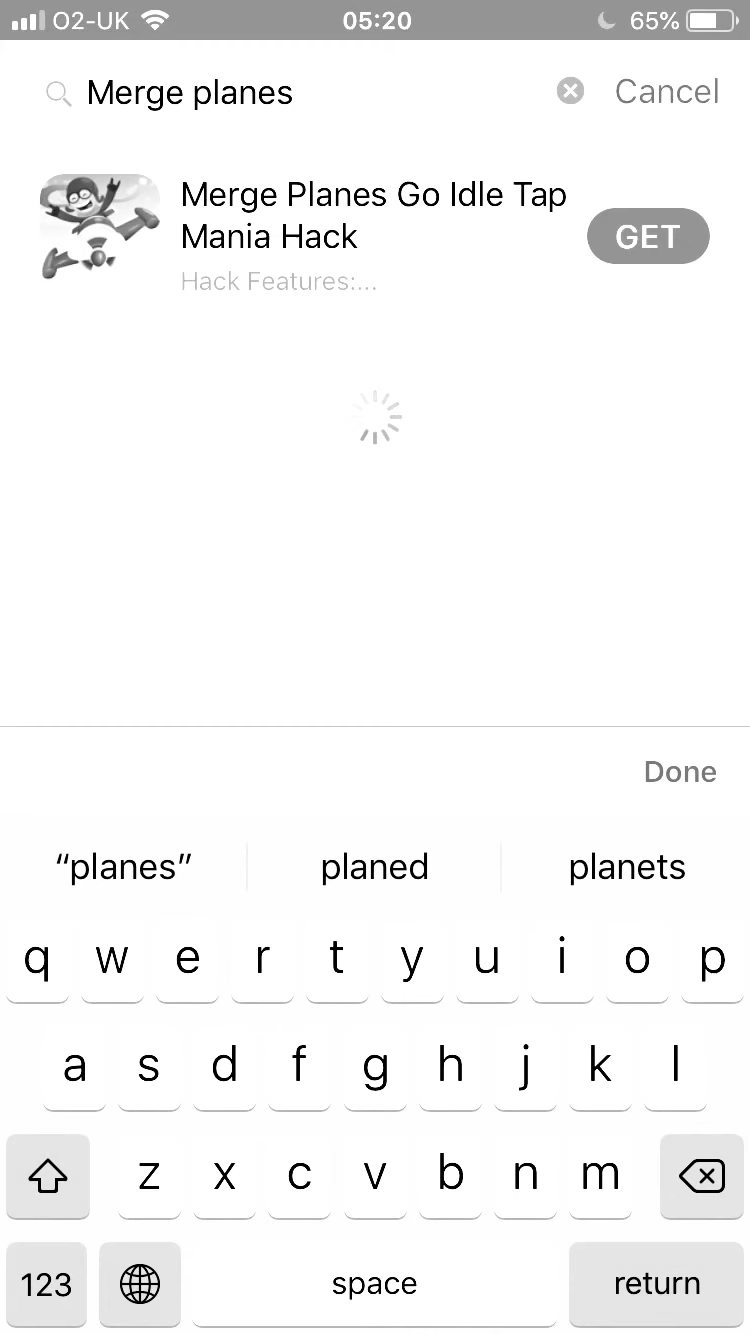 O2-UK 05:20 65%
Merge planes Cancel
Merge Planes Go Idle Tap
Mania Hack
GET
Hack Features:...
Done
“planes” planed planets
q w e r t y u i o p
a s d f g h j k l
z x c v b n m
123 space return